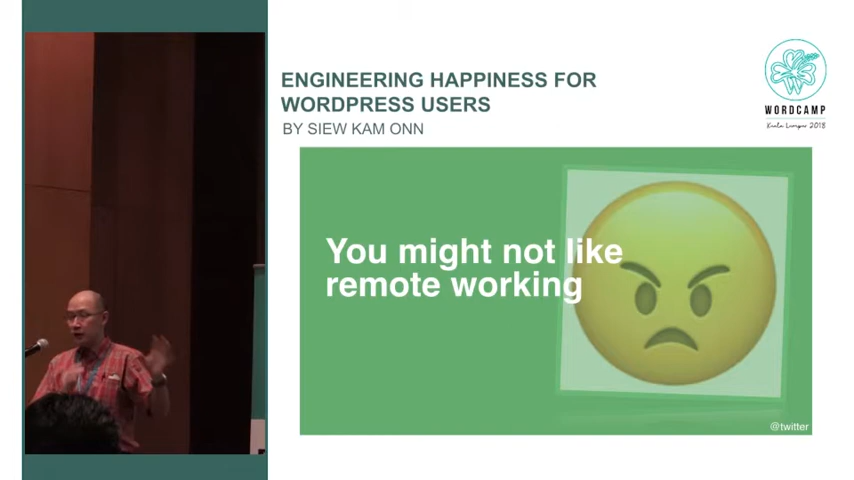 ENGINEERING HAPPINESS FOR
WORDPRESS USERS
BY SIEW KAM ONN
WORDCAMP
Kuala Lumpur 2018
You might not like
remote working
@twitter